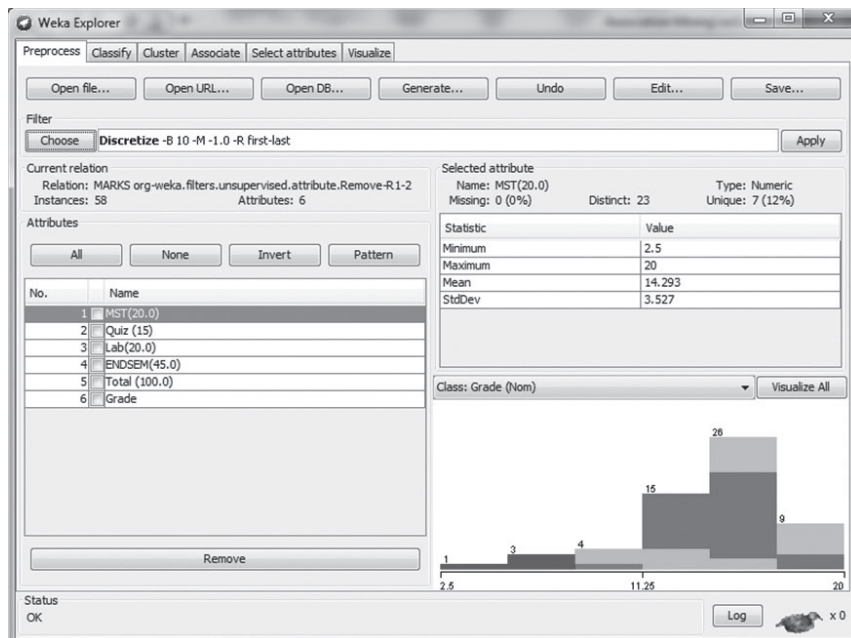 Weka Explorer
Preprocess Classify Cluster Associate Select attributes Visualize
Open file... Open URL... Open DB... Generate... Undo Edit... Save...
Filter
Choose Discretize -B 10 -M -1.0 -R first-last Apply
Current relation
Relation: MARKS org-weka.filters.unsupervised.attribute.Remove-R1-2
Instances: 58 Attributes: 6
Attributes
All None Invert Pattern
No. Name
1 MST(20.0)
2 Quiz (15)
3 Lab(20.0)
4 ENDSEM(45.0)
5 Total (100.0)
6 Grade
Remove
Selected attribute
Name: MST(20.0) Type: Numeric
Missing: 0 (0%) Distinct: 23 Unique: 7 (12%)
Statistic Value
Minimum 2.5
Maximum 20
Mean 14.293
StdDev 3.527
Class: Grade (Nom) Visualize All
26
15
9
4
3
1
2.5 11.25 20
Status
OK
Log x 0